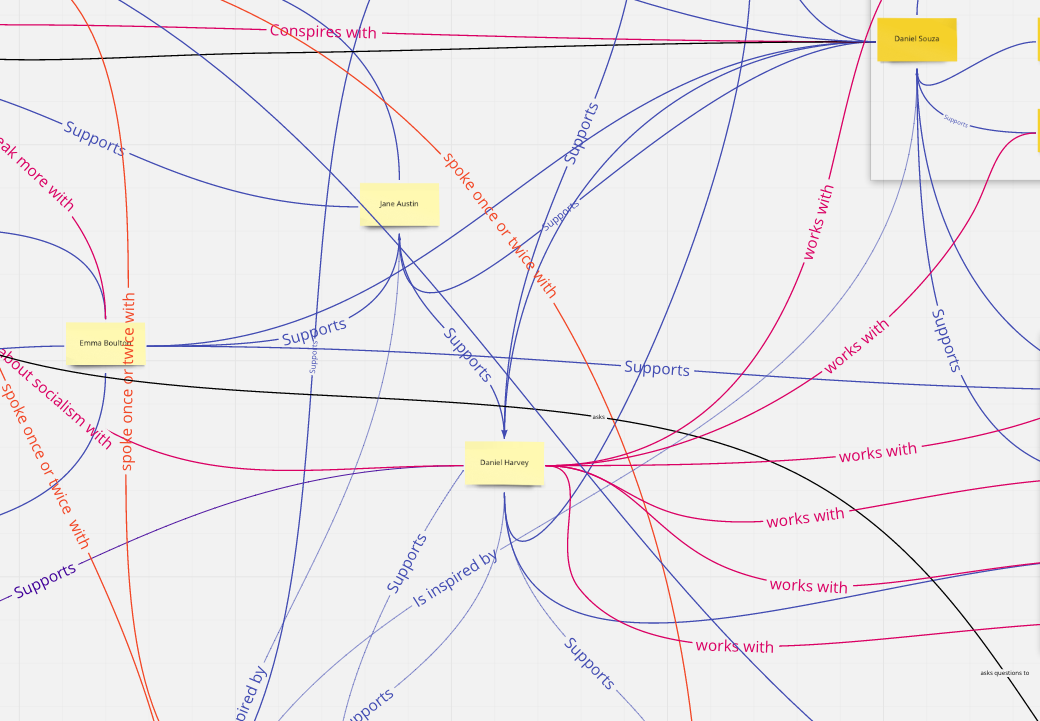 Conspires with
Daniel Souza
Supports
Supports
Supports
eak more with
spoke once or twice with
Jane Austin
works with
Supports
Emma Boulton
spoke once or twice with
Supports
Supports
Supports
Supports
works with
Supports
about socialism with
spoke once or twice with
asks
Daniel Harvey
works with
works with
Supports
Supports
Is inspired by
works with
works with
Supports
pired by
upports
asks questions to